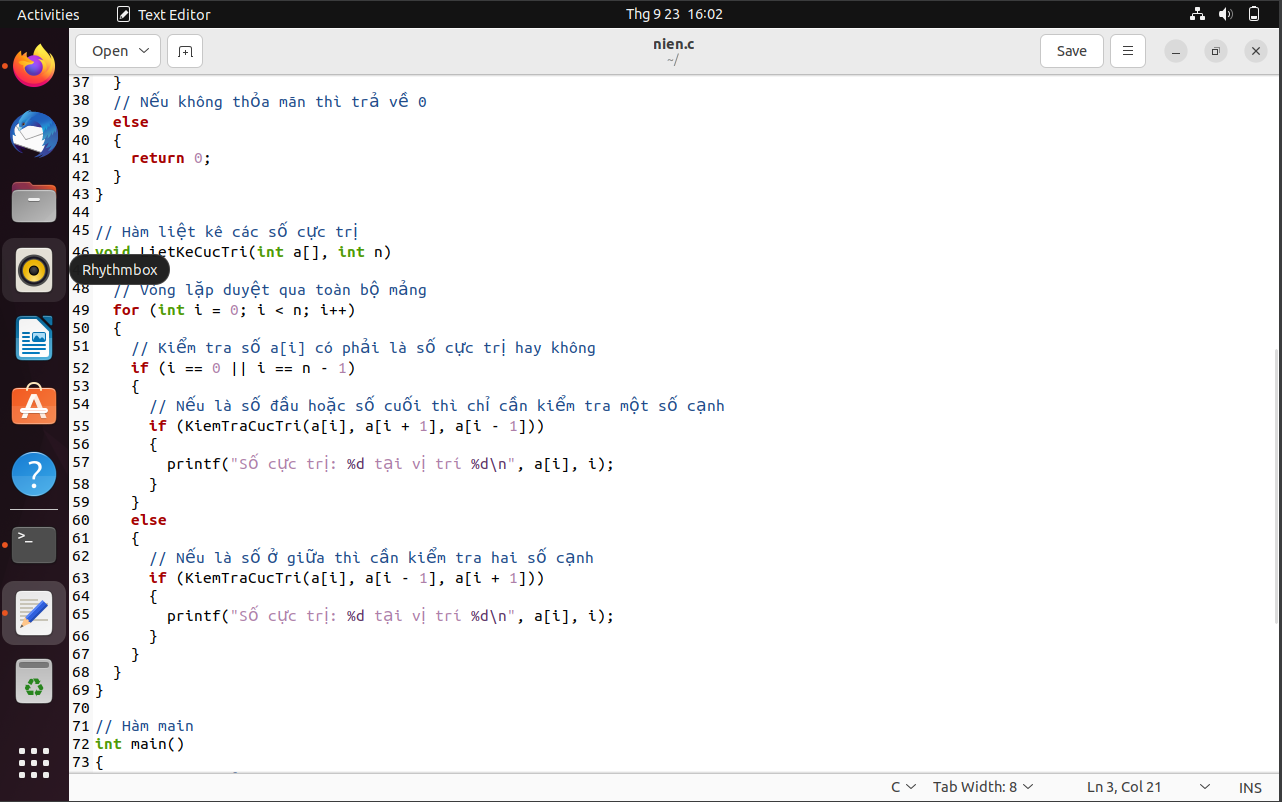 Activities
Text Editor
Thg 9 23 16:02
Open
nien.c
~/
Save
37 }
38 // Nếu không thỏa mãn thì trả về 0
39 else
40 {
41 return 0;
42 }
43 }
44
45 // Hàm liệt kê các số cực trị
46 void LietKeCucTri(int a[], int n)
Rhythmbox
48 // Vòng lặp duyệt qua toàn bộ mảng
49 for (int i = 0; i < n; i++)
50 {
51 // Kiểm tra số a[i] có phải là số cực trị hay không
52 if (i == 0 || i == n - 1)
53 {
54 // Nếu là số đầu hoặc số cuối thì chỉ cần kiểm tra một số cạnh
55 if (KiemTraCucTri(a[i], a[i + 1], a[i - 1]))
56 {
57 printf("Số cực trị: %d tại vị trí %d\n", a[i], i);
58 }
59 }
60 else
61 {
62 // Nếu là số ở giữa thì cần kiểm tra hai số cạnh
63 if (KiemTraCucTri(a[i], a[i - 1], a[i + 1]))
64 {
65 printf("Số cực trị: %d tại vị trí %d\n", a[i], i);
66 }
67 }
68 }
69 }
70
71 // Hàm main
72 int main()
73 {
C
Tab Width: 8
Ln 3, Col 21
INS